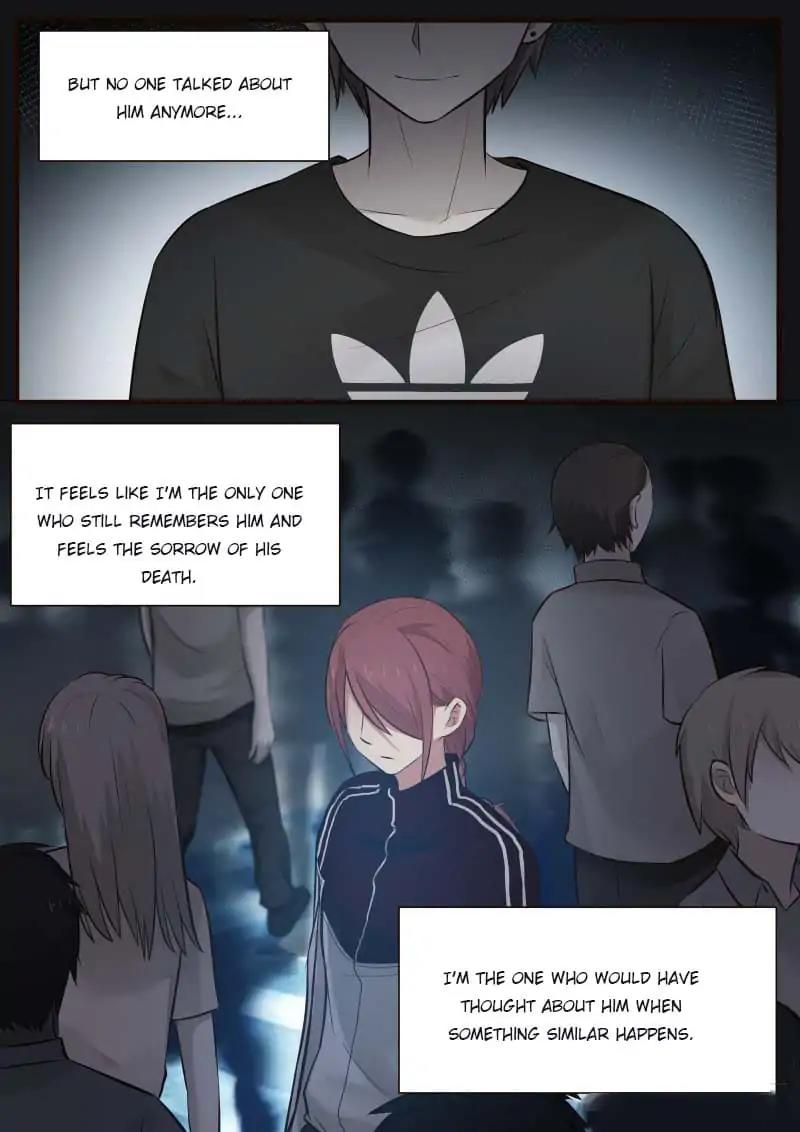 BUT NO ONE TALKED ABOUT
HIM ANYMORE...
IT FEELS LIKE I'M THE ONLY ONE
WHO STILL REMEMBERS HIM AND
FEELS THE SORROW OF HIS
DEATH.
I'M THE ONE WHO WOULD HAVE
THOUGHT ABOUT HIM WHEN
SOMETHING SIMILAR HAPPENS.